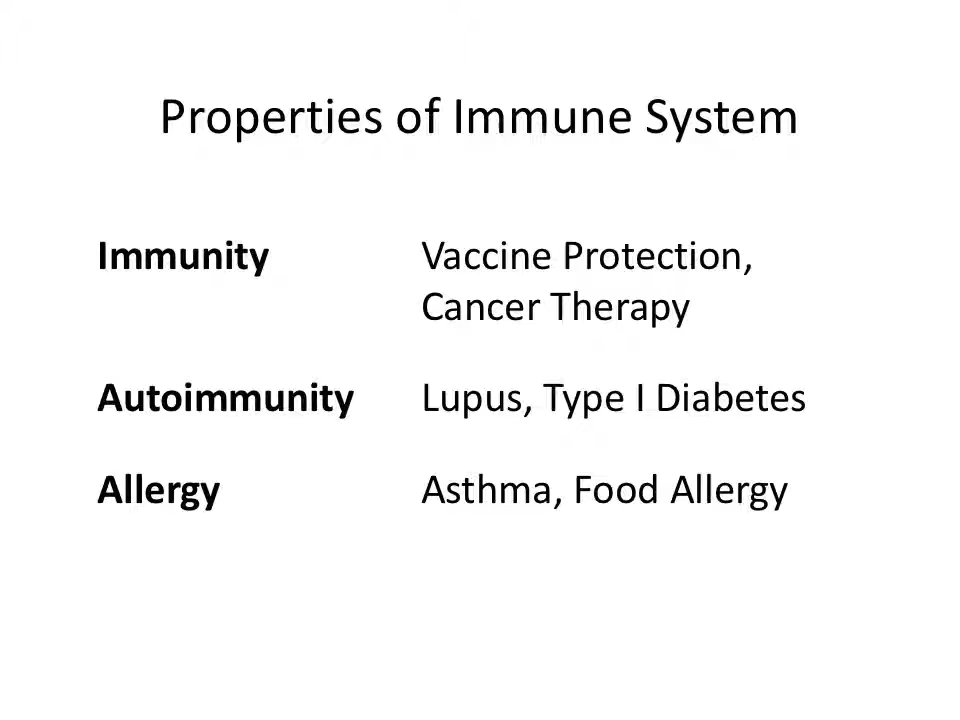 Properties of Immune System
Immunity Vaccine Protection,
Cancer Therapy
Autoimmunity Lupus, Type I Diabetes
Allergy Asthma, Food Allergy